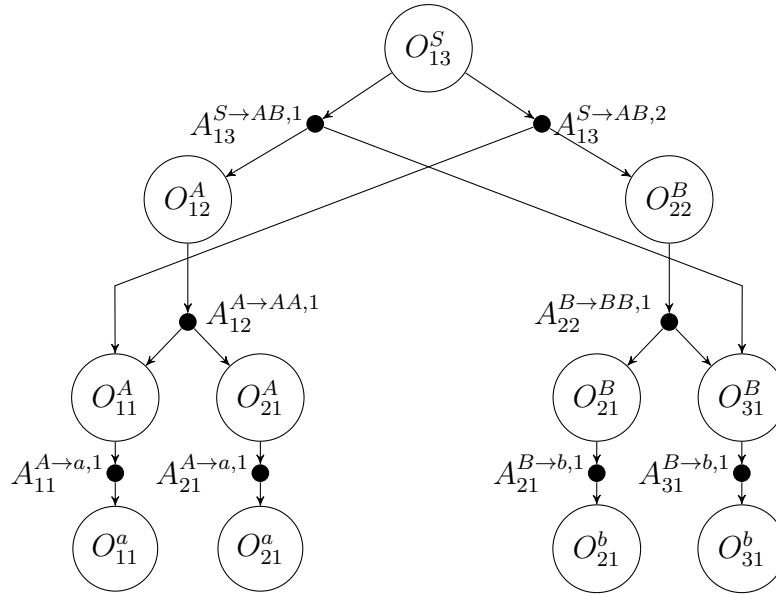 O_{13}^{S}
A_{13}^{S→AB,1} A_{13}^{S→AB,2}
O_{12}^{A} O_{22}^{B}
A_{12}^{A→AA,1} A_{22}^{B→BB,1}
O_{11}^{A} O_{21}^{A} O_{21}^{B} O_{31}^{B}
A_{11}^{A→a,1} A_{21}^{A→a,1} A_{21}^{B→b,1} A_{31}^{B→b,1}
O_{11}^{a} O_{21}^{a} O_{21}^{b} O_{31}^{b}